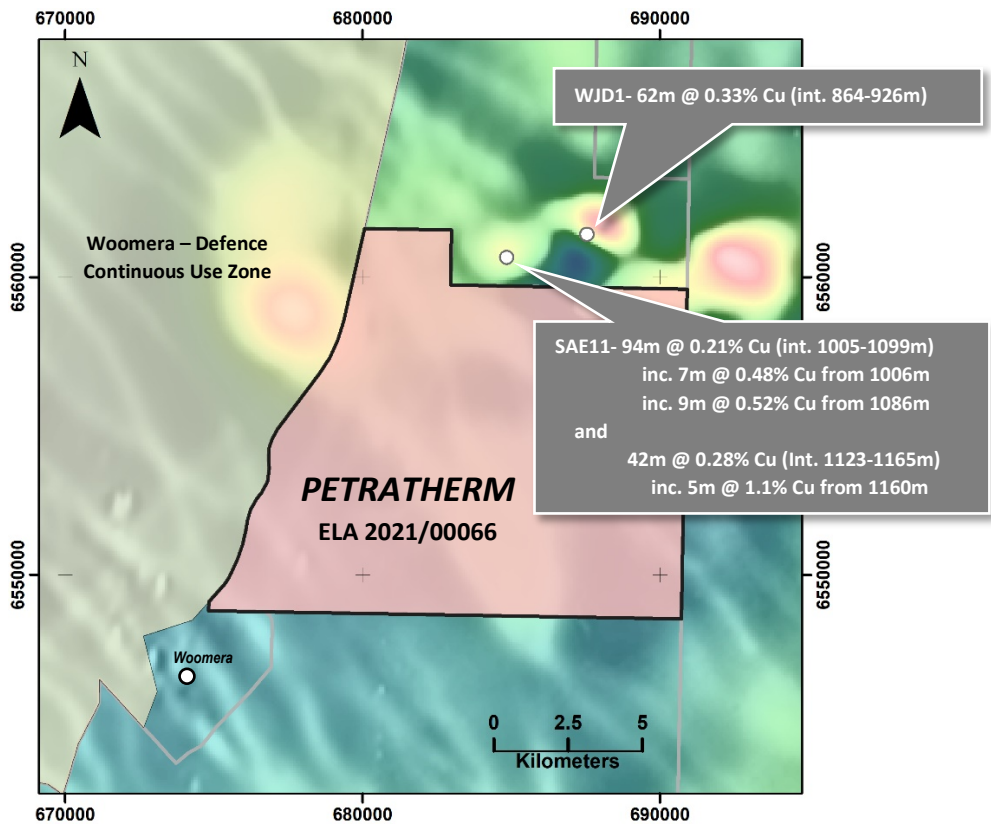 670000
680000
690000
N
WJD1- 62m @ 0.33% Cu (int. 864-926m)
Woomera – Defence
Continuous Use Zone
6560000
6560000
SAE11- 94m @ 0.21% Cu (int. 1005-1099m)
inc. 7m @ 0.48% Cu from 1006m
inc. 9m @ 0.52% Cu from 1086m
and
42m @ 0.28% Cu (Int. 1123-1165m)
inc. 5m @ 1.1% Cu from 1160m
PETRATHERM
ELA 2021/00066
6550000
6550000
Woomera
0 2.5 5
Kilometers
670000
680000
690000